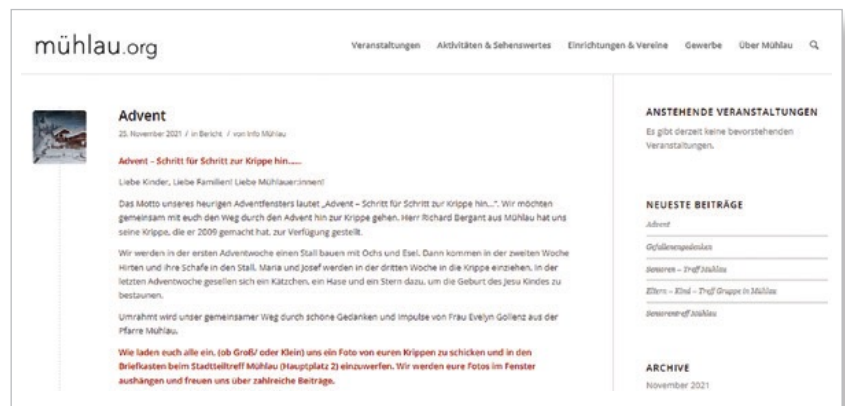 mühlau.org
Veranstaltungen Aktivitäten & Sehenswertes Einrichtungen & Vereine Gewerbe Über Mühlau
Advent
23. November 2021 / in Bericht / von Info Mühlau
Advent – Schritt für Schritt zur Krippe hin.....
Liebe Kinder, Liebe Familien! Liebe Mühlauer:innen!
Das Motto unseres heurigen Adventfensters lautet „Advent – Schritt für Schritt zur Krippe hin...“. Wir möchten
gemeinsam mit euch den Weg durch den Advent hin zur Krippe gehen. Herr Richard Bergant aus Mühlau hat uns
seine Krippe, die er 2009 gemacht hat, zur Verfügung gestellt.
Wir werden in der ersten Adventwoche einen Stall bauen mit Ochs und Esel. Dann kommen in der zweiten Woche
Hirten und ihre Schafe in den Stall. Maria und Josef werden in der dritten Woche in die Krippe einziehen. In der
letzten Adventwoche gesellen sich ein Kätzchen, ein Hase und ein Stern dazu, um die Geburt des Jesu Kindes zu
bestaunen.
Umrahmt wird unser gemeinsamer Weg durch schöne Gedanken und Impulse von Frau Evelyn Gollenz aus der
Pfarre Mühlau.
Wie laden euch alle ein, (ob Groß/ oder Klein) uns ein Foto von euren Krippen zu schicken und in den
Briefkasten beim Stadtteiltreff Mühlau (Hauptplatz 2) einzuwerfen. Wir werden eure Fotos im Fenster
aushängen und freuen uns über zahlreiche Beiträge.
ANSTEHENDE VERANSTALTUNGEN
Es gibt derzeit keine bevorstehenden
Veranstaltungen.
NEUESTE BEITRÄGE
Advent
Gefallenengedenken
Senioren – Treff Mühlau
Eltern – Kind – Treff Gruppe in Mühlau
Seniorentreff Mühlau
ARCHIVE
November 2021